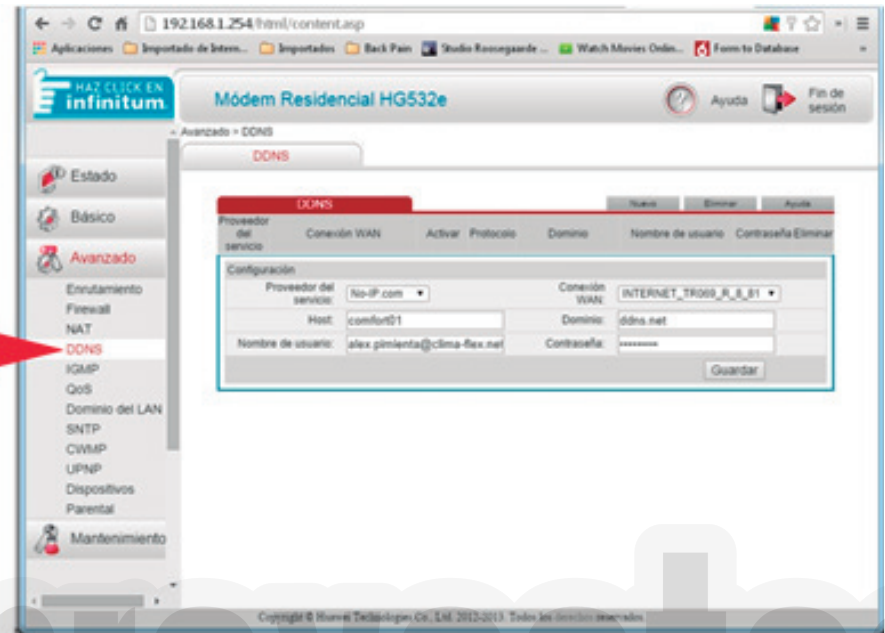 192.168.1.254/html/content.asp
Aplicaciones Importado de Intern... Importados Back Pain Studio Roosegaarde ... Watch Movies Onlin... Form to Database »
HAZ CLICK EN
infinitum
Módem Residencial HG532e
Ayuda
Fin de
sesión
Avanzado > DDNS
DDNS
Estado
Básico
Avanzado
Enrutamiento
Firewall
NAT
DDNS
IGMP
QoS
Dominio del LAN
SNTP
CWMP
UPNP
Dispositivos
Parental
Mantenimiento
DDNS Nuevo Eliminar Ayuda
Proveedor
del
servicio
Conexión WAN Activar Protocolo Dominio Nombre de usuario Contraseña Eliminar
Configuración
Proveedor del
servicio: No-IP.com
Conexión
WAN: INTERNET_TR069_R_8_81
Host: comfort01 Dominio: ddns.net
Nombre de usuario: alex.pimienta@clima-flex.net Contraseña: •••••••••
Guardar
Copyright © Huawei Technologies Co., Ltd. 2012-2013. Todos los derechos reservados.